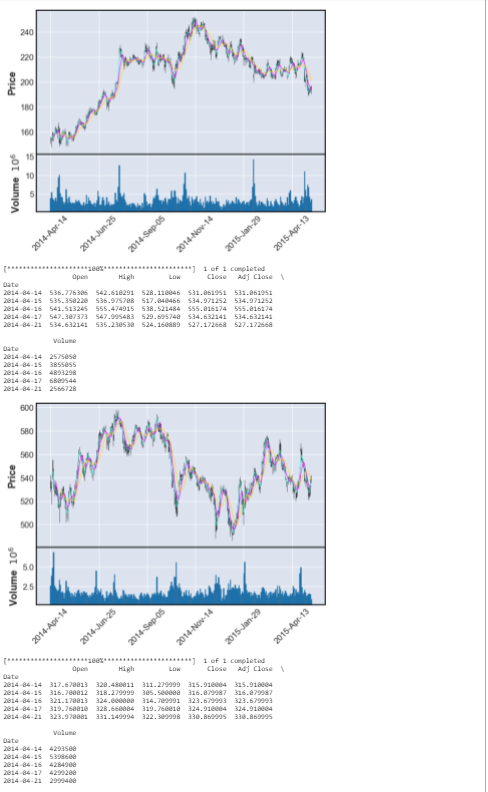 240
220
200
180
160
Price
15
10
5
Volume 10^6
2014-Apr-14
2014-Jun-25
2014-Sep-05
2014-Nov-14
2015-Jan-29
2015-Apr-13
[*********************100%***********************] 1 of 1 completed
Open High Low Close Adj Close \
Date
2014-04-14 536.776306 542.610291 528.110046 531.061951 531.061951
2014-04-15 535.350220 536.975708 517.040466 534.971252 534.971252
2014-04-16 541.513245 555.474915 538.521484 555.016174 555.016174
2014-04-17 547.307373 547.995483 529.695740 534.632141 534.632141
2014-04-21 534.632141 535.230530 524.160889 527.172668 527.172668
Volume
Date
2014-04-14 2575050
2014-04-15 3855055
2014-04-16 4893298
2014-04-17 6809544
2014-04-21 2566728
600
580
560
540
520
500
Price
5.0
2.5
Volume 10^6
2014-Apr-14
2014-Jun-25
2014-Sep-05
2014-Nov-14
2015-Jan-29
2015-Apr-13
[*********************100%***********************] 1 of 1 completed
Open High Low Close Adj Close \
Date
2014-04-14 317.670013 320.480011 311.279999 315.910004 315.910004
2014-04-15 316.700012 318.279999 305.500000 316.079987 316.079987
2014-04-16 321.170013 324.000000 314.709991 323.679993 323.679993
2014-04-17 319.760010 328.660004 319.760010 324.910004 324.910004
2014-04-21 323.970001 331.149994 322.309998 330.869995 330.869995
Volume
Date
2014-04-14 4293500
2014-04-15 5398600
2014-04-16 4284900
2014-04-17 4299200
2014-04-21 2999400